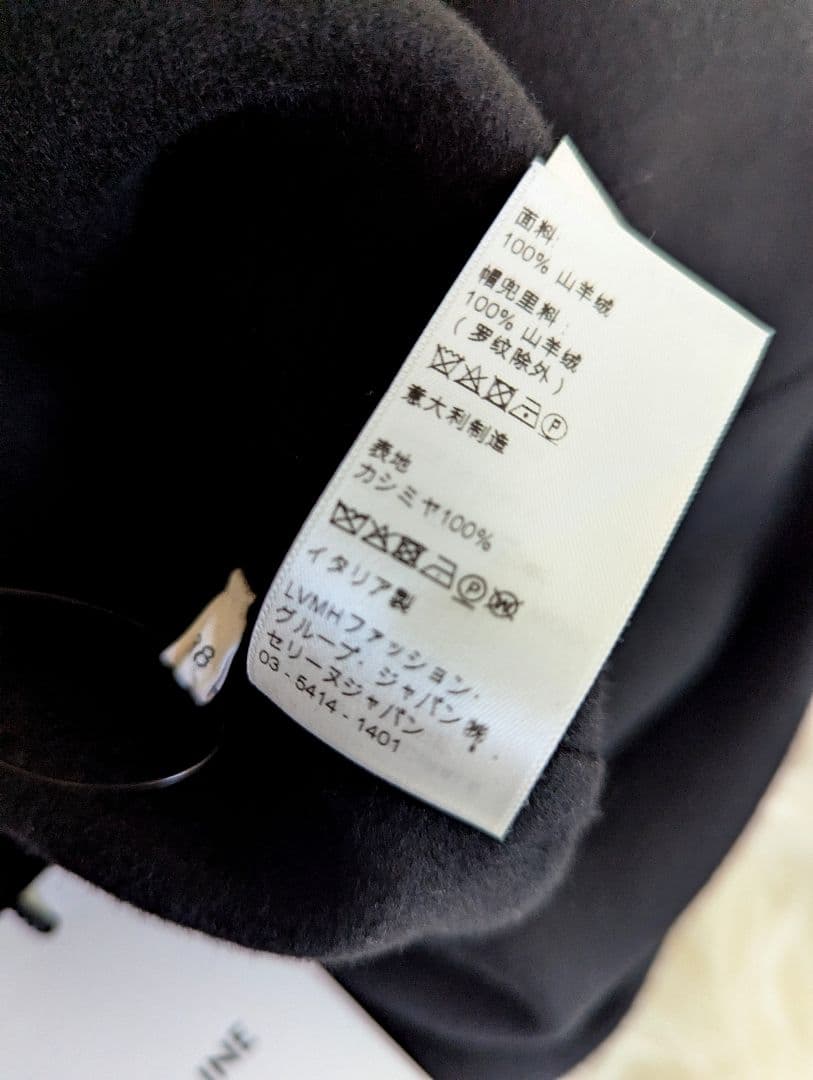 面料:
100% 山羊绒
帽兜里料:
100% 山羊绒
(罗纹除外)
P
意大利制造
表地
カシミヤ100%
P W
イタリア製
LVMHファッション・
グループ・ジャパン㈱
セリーヌジャパン
03-5414-1401
38
INE